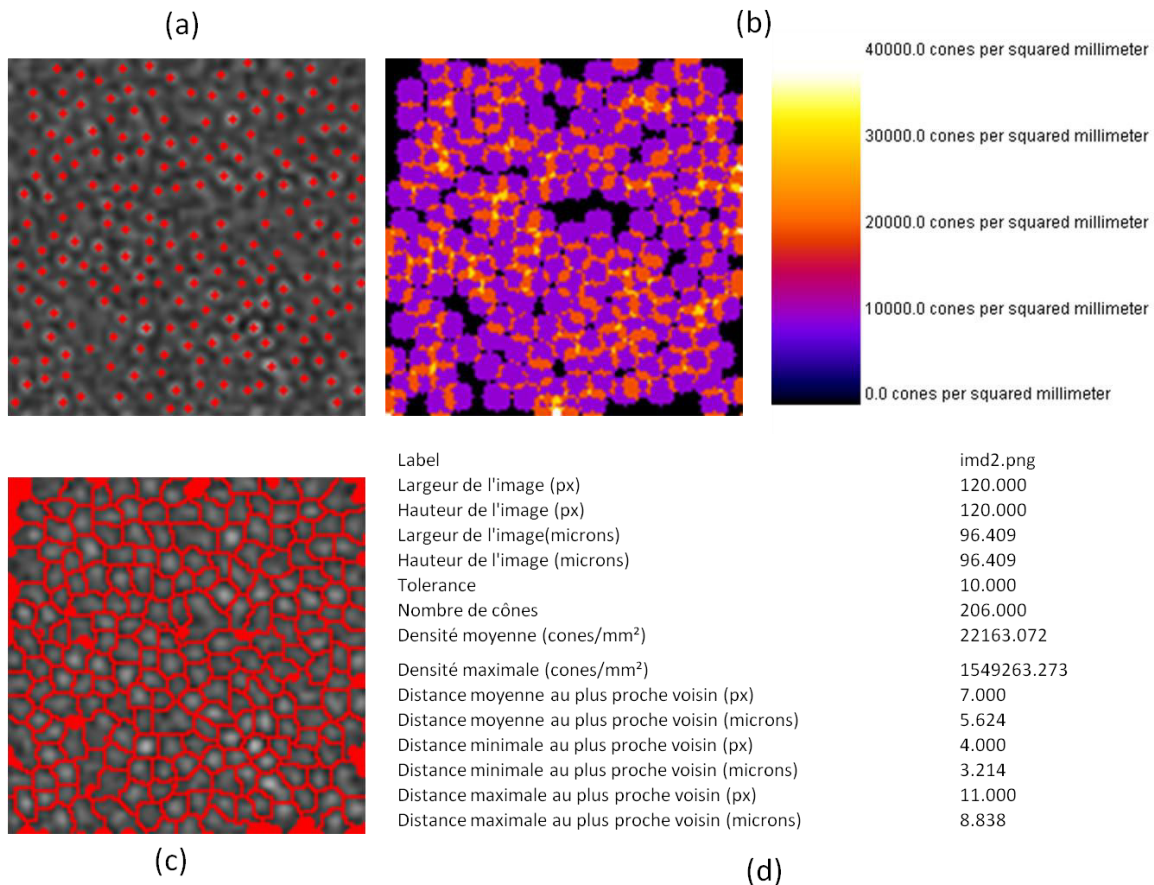 (a)
(b)
40000.0 cones per squared millimeter
30000.0 cones per squared millimeter
20000.0 cones per squared millimeter
10000.0 cones per squared millimeter
0.0 cones per squared millimeter
Label imd2.png
Largeur de l'image (px) 120.000
Hauteur de l'image (px) 120.000
Largeur de l'image(microns) 96.409
Hauteur de l'image (microns) 96.409
Tolerance 10.000
Nombre de cônes 206.000
Densité moyenne (cones/mm²) 22163.072
Densité maximale (cones/mm²) 1549263.273
Distance moyenne au plus proche voisin (px) 7.000
Distance moyenne au plus proche voisin (microns) 5.624
Distance minimale au plus proche voisin (px) 4.000
Distance minimale au plus proche voisin (microns) 3.214
Distance maximale au plus proche voisin (px) 11.000
Distance maximale au plus proche voisin (microns) 8.838
(c)
(d)